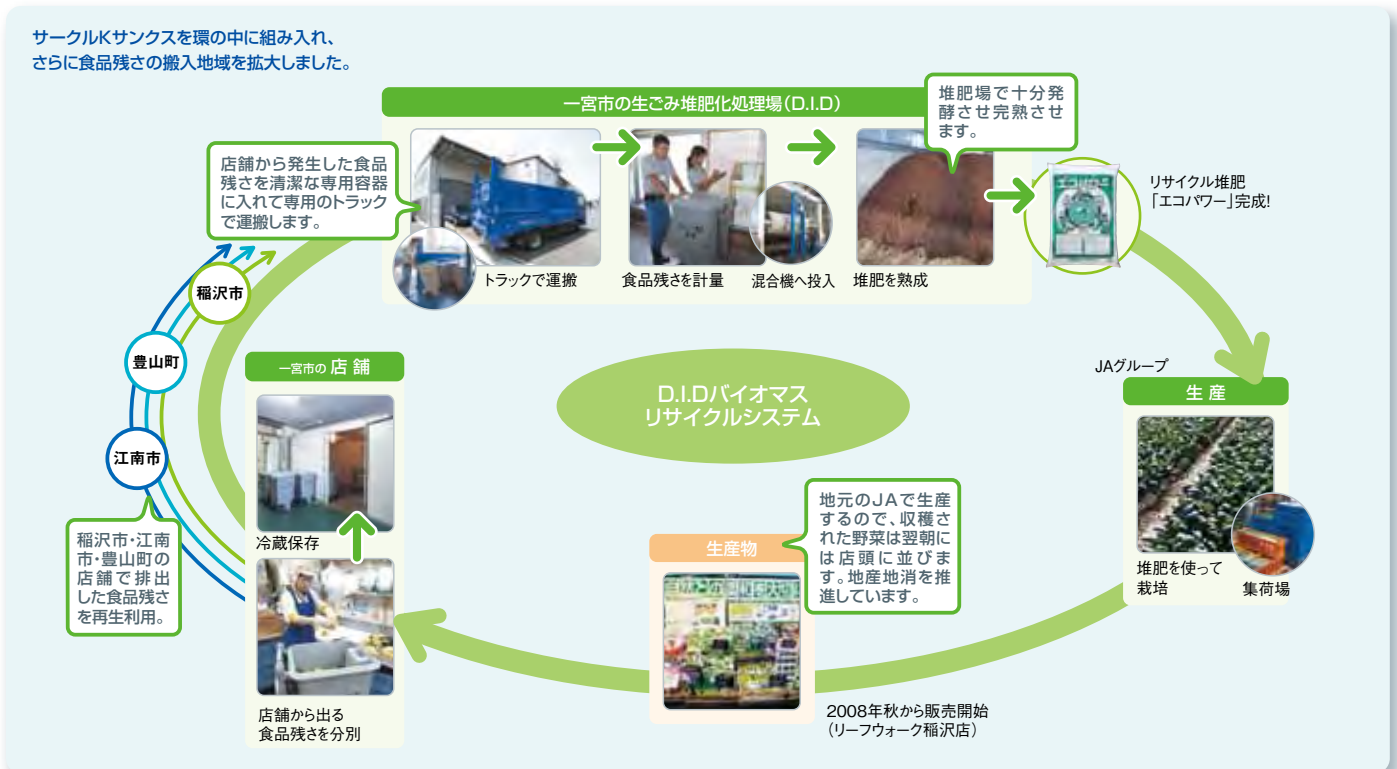 サークルKサンクスを環の中に組み入れ、
さらに食品残さの搬入地域を拡大しました。
一宮市の生ごみ堆肥化処理場(D.I.D)
店舗から発生した食品
残さを清潔な専用容器
に入れて専用のトラック
で運搬します。
トラックで運搬
食品残さを計量
混合機へ投入
堆肥を熟成
堆肥場で十分発
酵させ完熟させ
ます。
リサイクル堆肥
「エコパワー」完成!
稲沢市
豊山町
江南市
稲沢市・江南
市・豊山町の
店舗で排出
した食品残さ
を再生利用。
一宮市の 店 舗
冷蔵保存
店舗から出る
食品残さを分別
D.I.Dバイオマス
リサイクルシステム
JAグループ
生 産
堆肥を使って
栽培
集荷場
生産物
地元のJAで生産
するので、収穫さ
れた野菜は翌朝に
は店頭に並びま
す。地産地消を推
進しています。
2008年秋から販売開始
(リーフウォーク稲沢店)